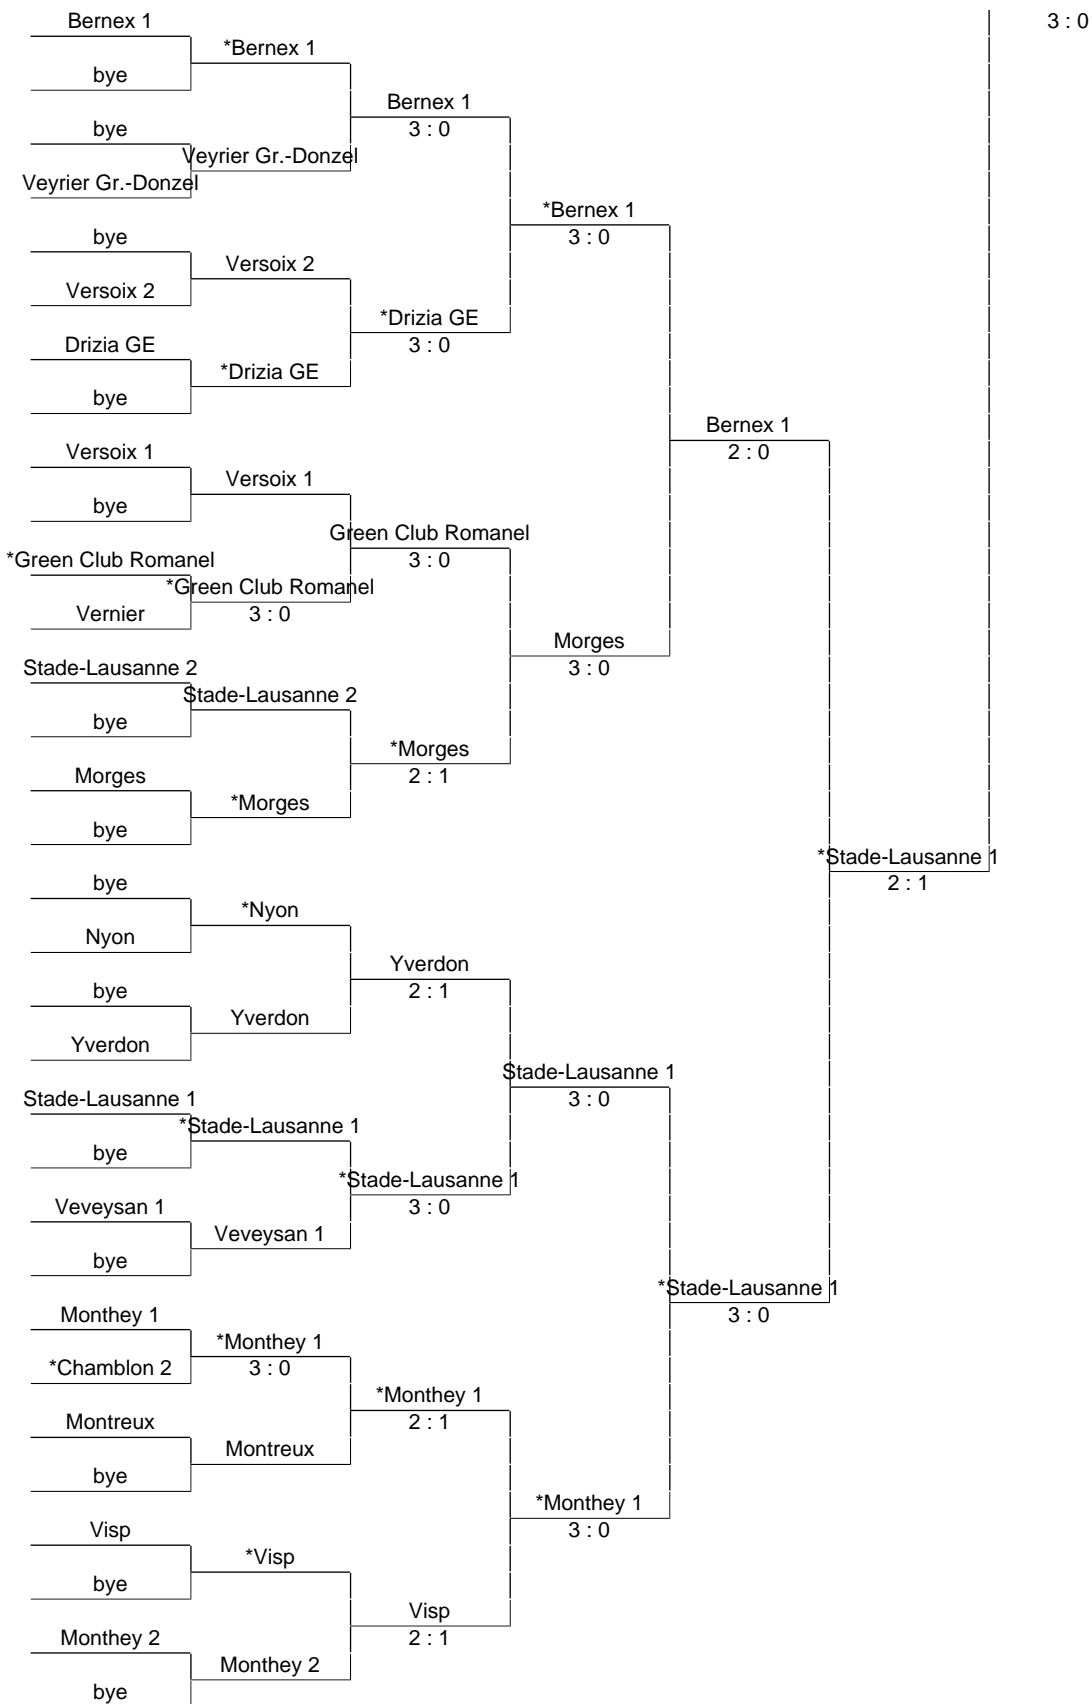 Bernex 1
3 : 0
*Bernex 1
bye
Bernex 1
3 : 0
bye
Veyrier Gr.-Donzel
Veyrier Gr.-Donzel
*Bernex 1
3 : 0
bye
Versoix 2
Versoix 2
*Drizia GE
3 : 0
Drizia GE
*Drizia GE
bye
Bernex 1
2 : 0
Versoix 1
Versoix 1
bye
Green Club Romanel
3 : 0
*Green Club Romanel
*Green Club Romanel
3 : 0
Vernier
Morges
3 : 0
Stade-Lausanne 2
Stade-Lausanne 2
bye
*Morges
2 : 1
Morges
*Morges
bye
*Stade-Lausanne 1
2 : 1
bye
*Nyon
Nyon
Yverdon
2 : 1
bye
Yverdon
Yverdon
Stade-Lausanne 1
3 : 0
Stade-Lausanne 1
*Stade-Lausanne 1
bye
*Stade-Lausanne 1
3 : 0
Veveysan 1
Veveysan 1
bye
*Stade-Lausanne 1
3 : 0
Monthey 1
*Monthey 1
3 : 0
*Chamblon 2
*Monthey 1
2 : 1
Montreux
Montreux
bye
*Monthey 1
3 : 0
Visp
*Visp
bye
Visp
2 : 1
Monthey 2
Monthey 2
bye